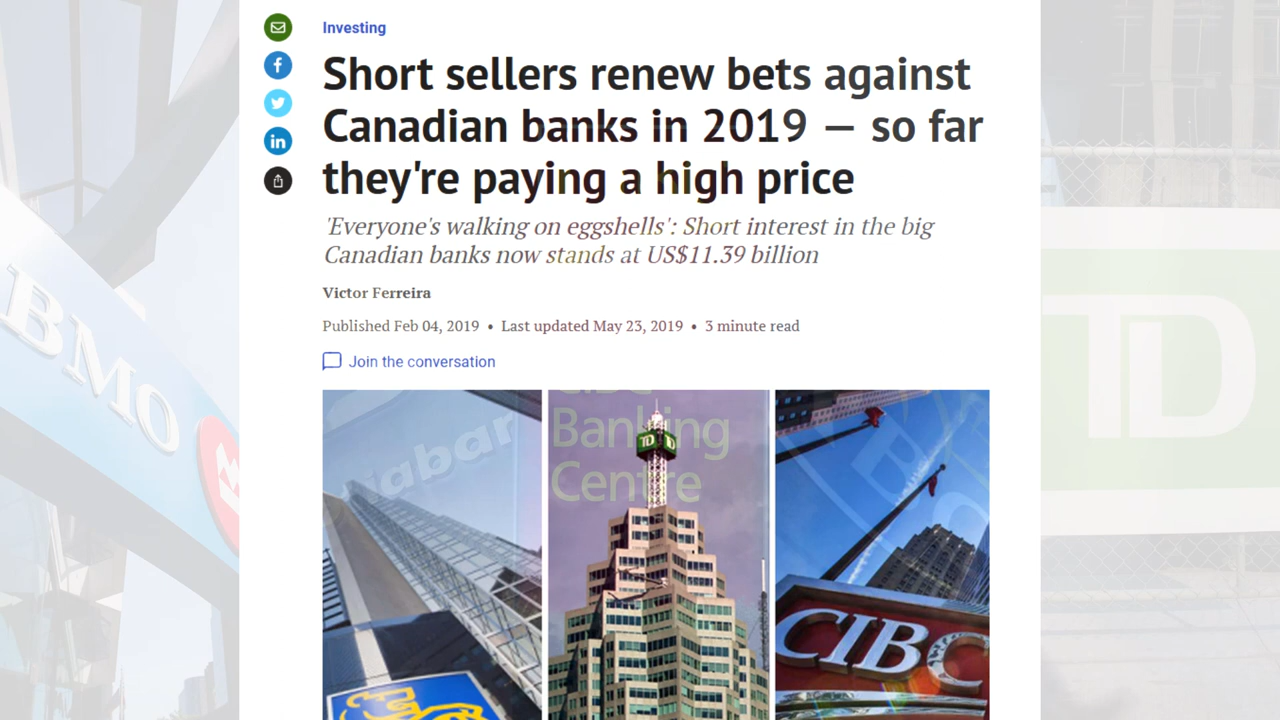 Investing
Short sellers renew bets against
Canadian banks in 2019 — so far
they're paying a high price
'Everyone's walking on eggshells': Short interest in the big
Canadian banks now stands at US$11.39 billion
Victor Ferreira
Published Feb 04, 2019 • Last updated May 23, 2019 • 3 minute read
Join the conversation
BMO
TD
Banking
Centre
TD
CIBC